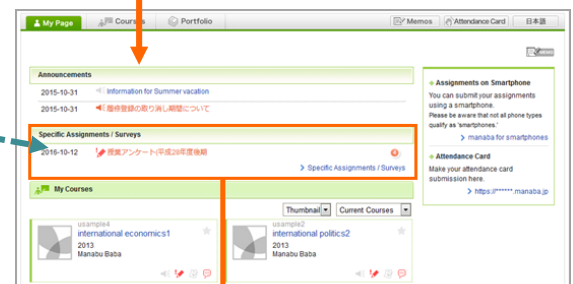 My Page Courses Portfolio Memos Attendance Card 日本語
Announcements
2015-10-31 Information for Summer vacation
2015-10-31 履修登録の取り消し期間について
Specific Assignments / Surveys
2016-10-12 授業アンケート(平成28年度後期
Specific Assignments / Surveys
My Courses
Thumbnail Current Courses
usample4
international economics1
2013
Manabu Baba
usample2
international politics2
2013
Manabu Baba
Assignments on Smartphone
You can submit your assignments
using a smartphone.
Please be aware that not all phone types
qualify as 'smartphones.'
manaba for smartphones
Attendance Card
Make your attendance card
submission here.
https://******.manaba.jp